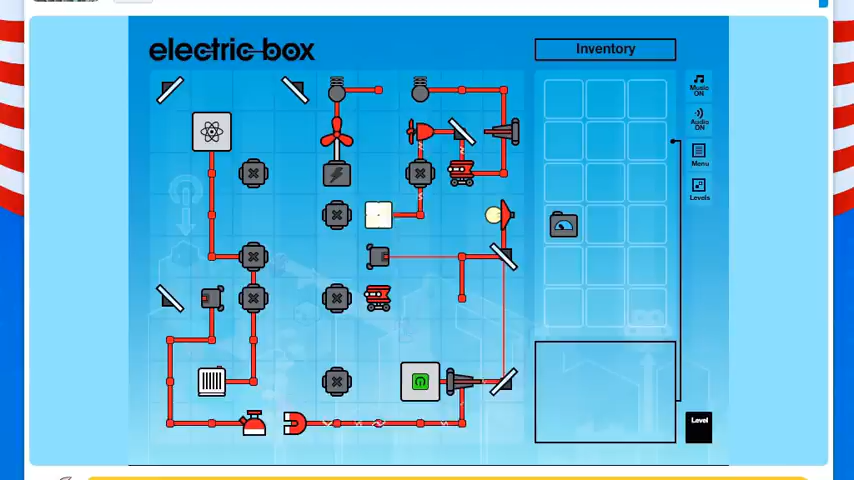 electric box
Inventory
Music
ON
Audio
ON
Menu
Levels
Level